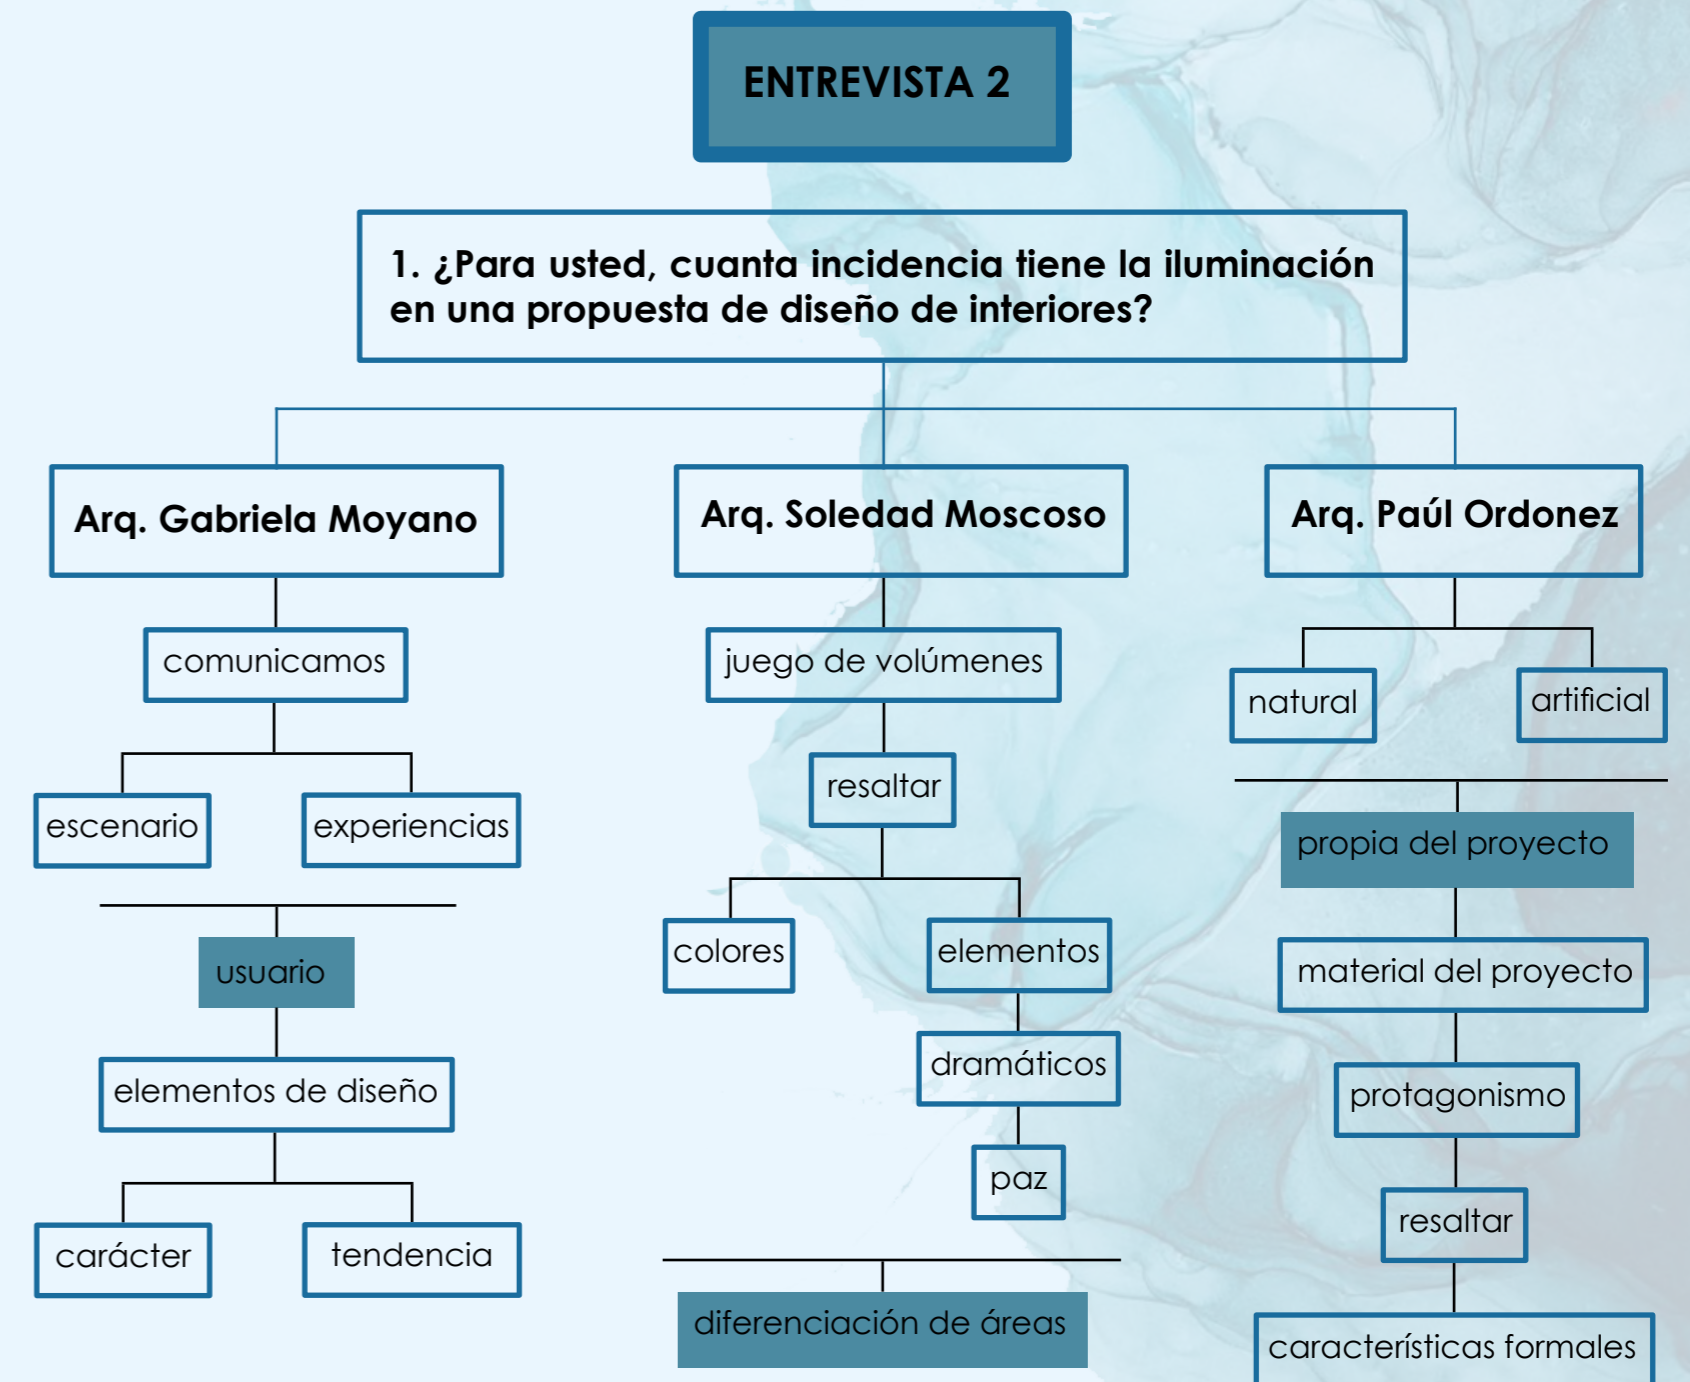 ENTREVISTA 2
1. ¿Para usted, cuanta incidencia tiene la iluminación
en una propuesta de diseño de interiores?
Arq. Gabriela Moyano
comunicamos
escenario
experiencias
usuario
elementos de diseño
carácter
tendencia
Arq. Soledad Moscoso
juego de volúmenes
resaltar
colores
elementos
dramáticos
paz
diferenciación de áreas
Arq. Paúl Ordonez
natural
artificial
propia del proyecto
material del proyecto
protagonismo
resaltar
características formales